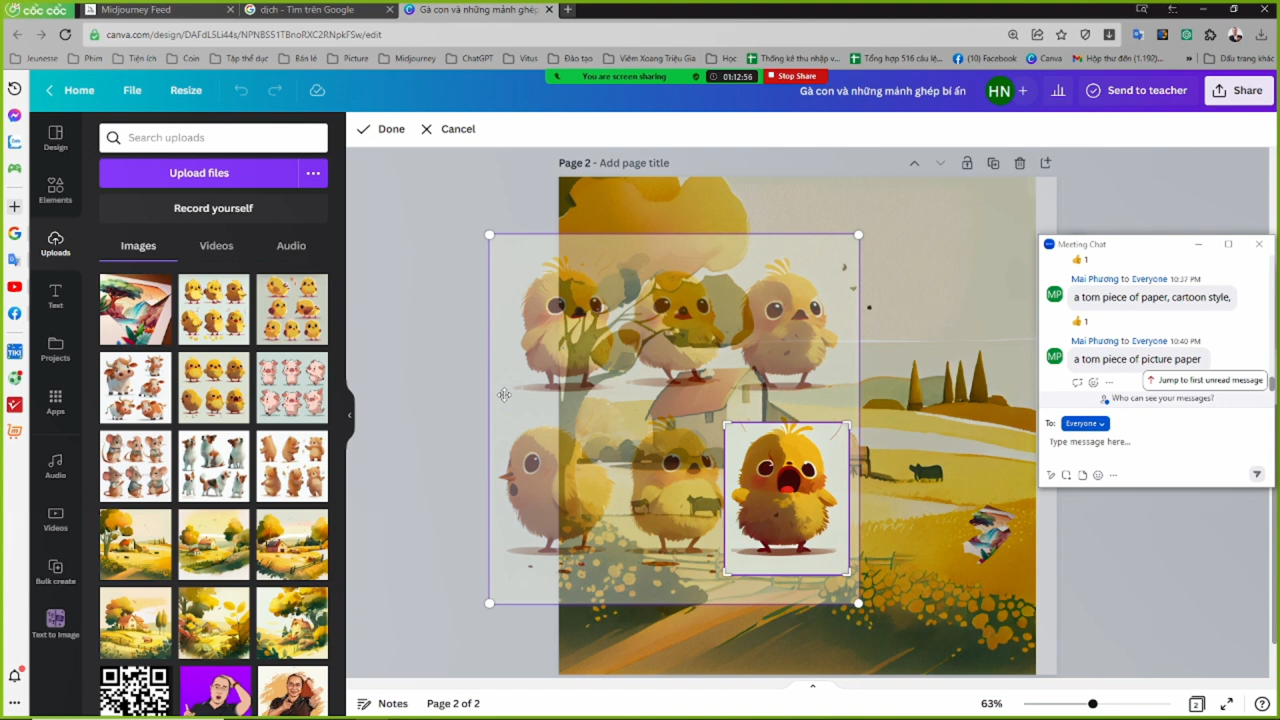 CỐC CỐC
Midjourney Feed
dịch - Tìm trên Google
Gà con và những mảnh ghép
canva.com/design/DAFdL5Li44s/NPNBS51TBnoRXC2RNpkFSw/edit
Jeunesse
Phim
Tiện ích
Coin
Tập thể dục
Bán lẻ
Picture
Midjourney
ChatGPT
Vitus
Đào tạo
Viêm Xoang Triệu Gia
Học
Thống kê thu nhập v...
Tổng hợp 516 câu lệ...
(10) Facebook
Canva
Hộp thư đến (1.192)...
Dấu trang khác
You are screen sharing
01:12:56
Stop Share
Home
File
Resize
Gà con và những mảnh ghép bí ẩn
HN
Send to teacher
Share
Design
Elements
Uploads
Text
Projects
Apps
Audio
Videos
Bulk create
Text to Image
TIKI
Search uploads
Upload files
Record yourself
Images
Videos
Audio
Done
Cancel
Page 2 - Add page title
Meeting Chat
1
Mai Phương to Everyone 10:37 PM
MP
a torn piece of paper, cartoon style,
1
Mai Phương to Everyone 10:40 PM
MP
a torn piece of picture paper
Jump to first unread message
Who can see your messages?
To: Everyone
Type message here...
Notes
Page 2 of 2
63%
2